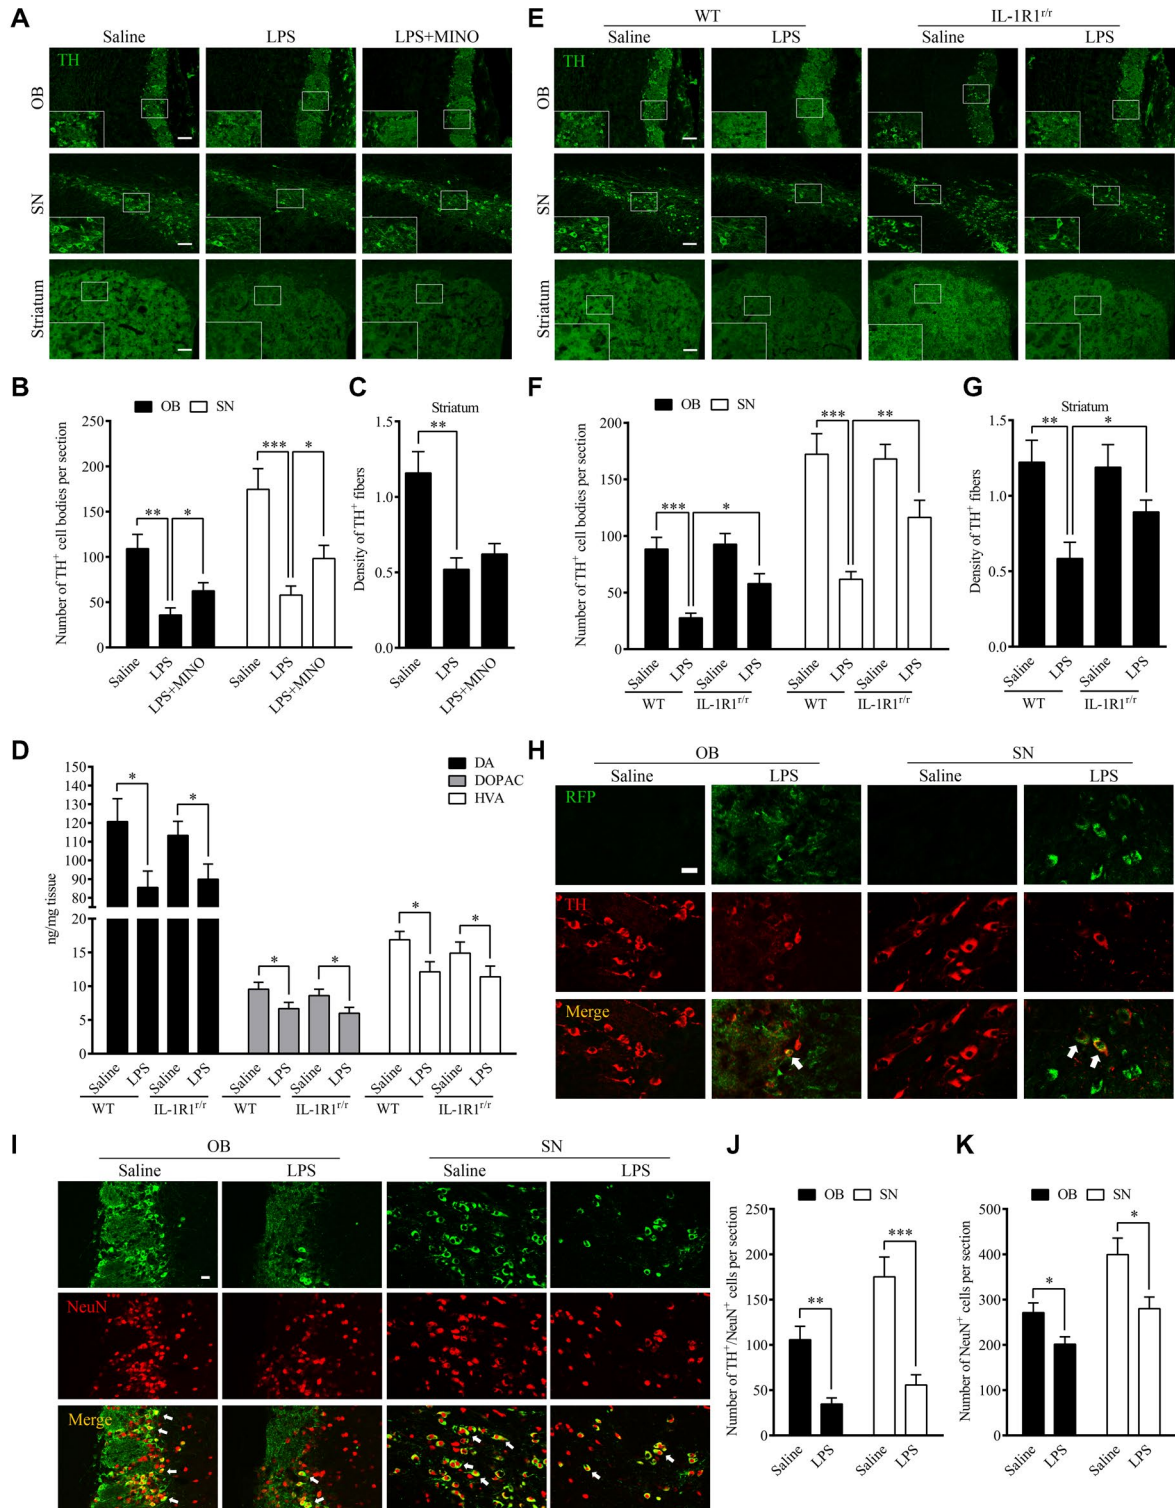 A
Saline LPS LPS+MINO
TH
OB
SN
Striatum
E
WT IL-1R1r/r
Saline LPS Saline LPS
TH
OB
SN
Striatum
B
OB SN
Number of TH+ cell bodies per section
250
200
150
100
50
0
** * *** *
Saline LPS LPS+MINO Saline LPS LPS+MINO
C
Striatum
Density of TH+ fibers
1.5
1.0
0.5
0.0
**
Saline LPS LPS+MINO
F
OB SN
Number of TH+ cell bodies per section
200
150
100
50
0
*** * *** **
Saline LPS Saline LPS Saline LPS Saline LPS
WT IL-1R1r/r WT IL-1R1r/r
G
Striatum
Density of TH+ fibers
1.5
1.0
0.5
0.0
** *
Saline LPS Saline LPS
WT IL-1R1r/r
D
DA
DOPAC
HVA
ng/mg tissue
150
140
130
120
110
100
90
80
20
15
10
5
0
* * * * * *
Saline LPS Saline LPS Saline LPS Saline LPS Saline LPS Saline LPS
WT IL-1R1r/r WT IL-1R1r/r WT IL-1R1r/r
H
OB SN
Saline LPS Saline LPS
RFP
TH
Merge
I
OB SN
Saline LPS Saline LPS
NeuN
Merge
J
OB SN
Number of TH+/NeuN+ cells per section
250
200
150
100
50
0
** ***
Saline LPS Saline LPS
K
OB SN
Number of NeuN+ cells per section
500
400
300
200
100
0
* *
Saline LPS Saline LPS